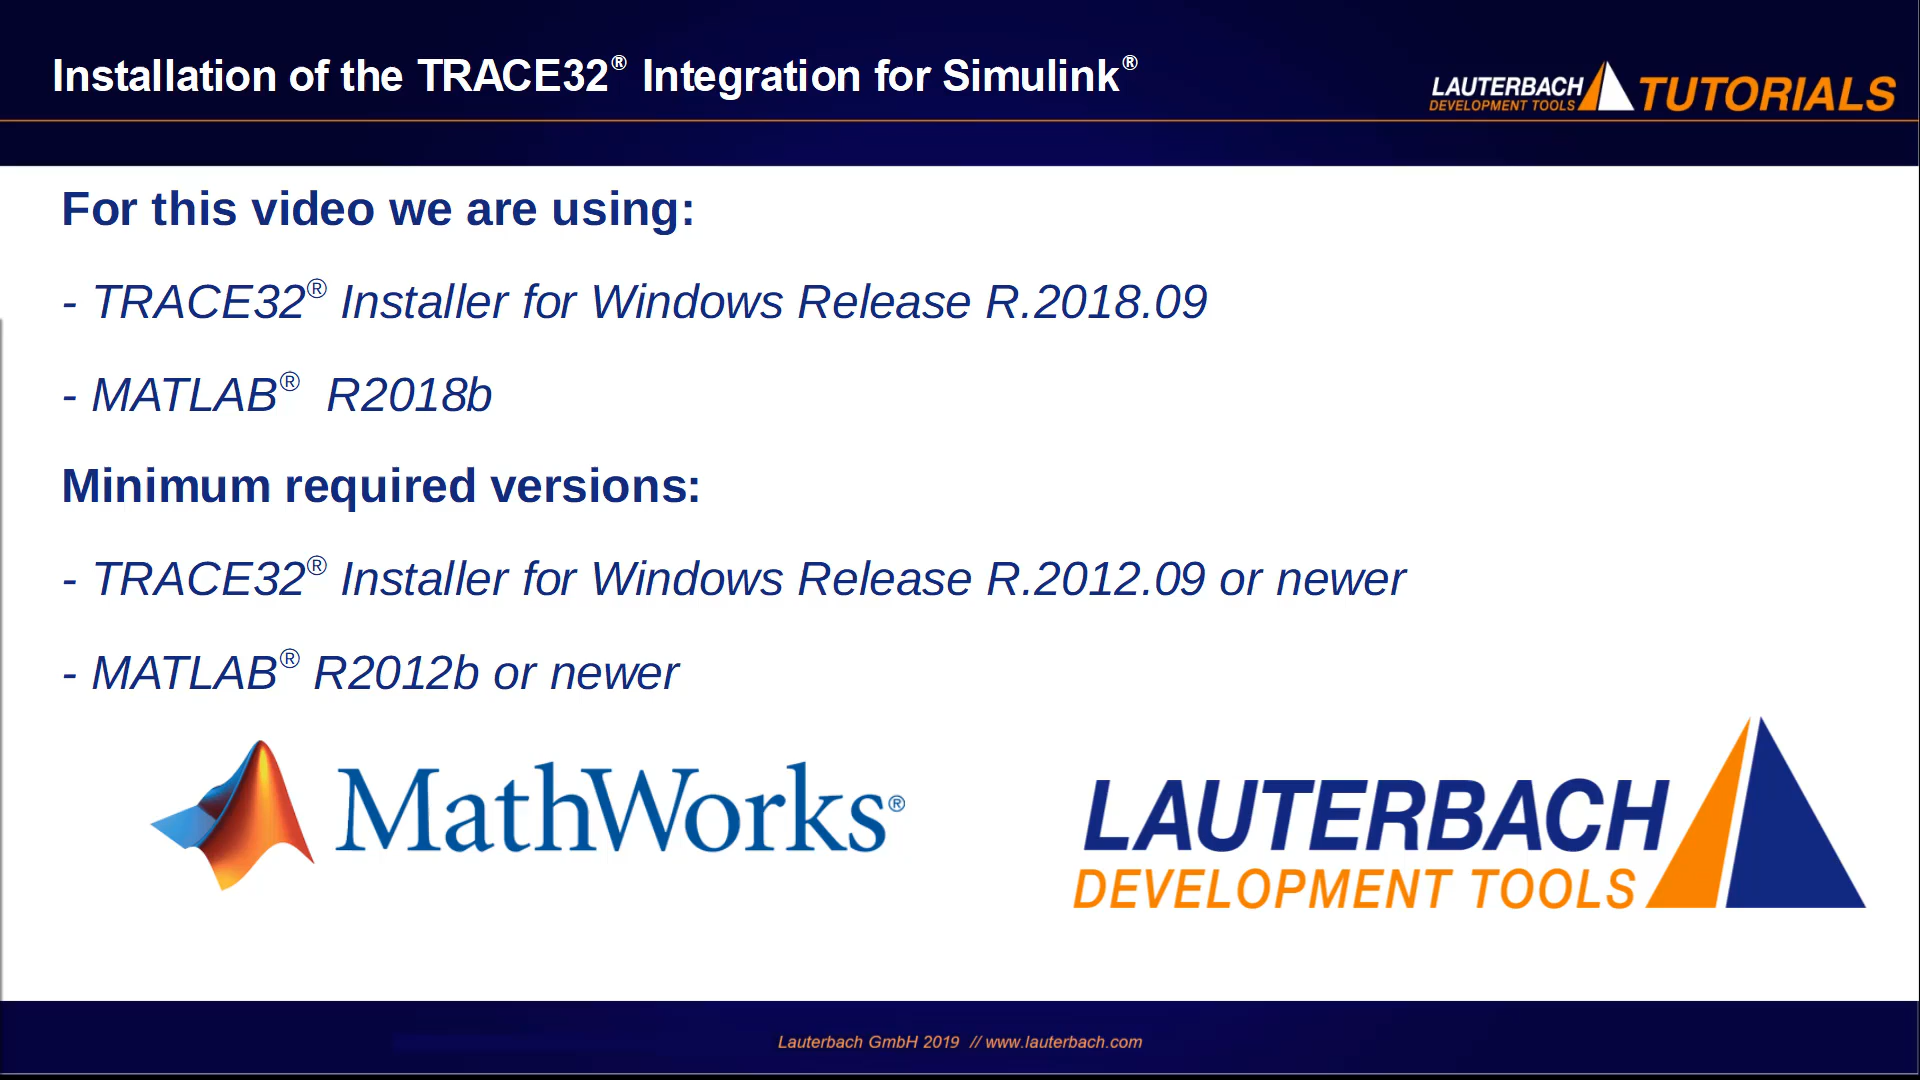 Installation of the TRACE32® Integration for Simulink®
LAUTERBACH
DEVELOPMENT TOOLS
TUTORIALS
For this video we are using:
- TRACE32® Installer for Windows Release R.2018.09
- MATLAB® R2018b
Minimum required versions:
- TRACE32® Installer for Windows Release R.2012.09 or newer
- MATLAB® R2012b or newer
MathWorks®
LAUTERBACH
DEVELOPMENT TOOLS
Lauterbach GmbH 2019 // www.lauterbach.com